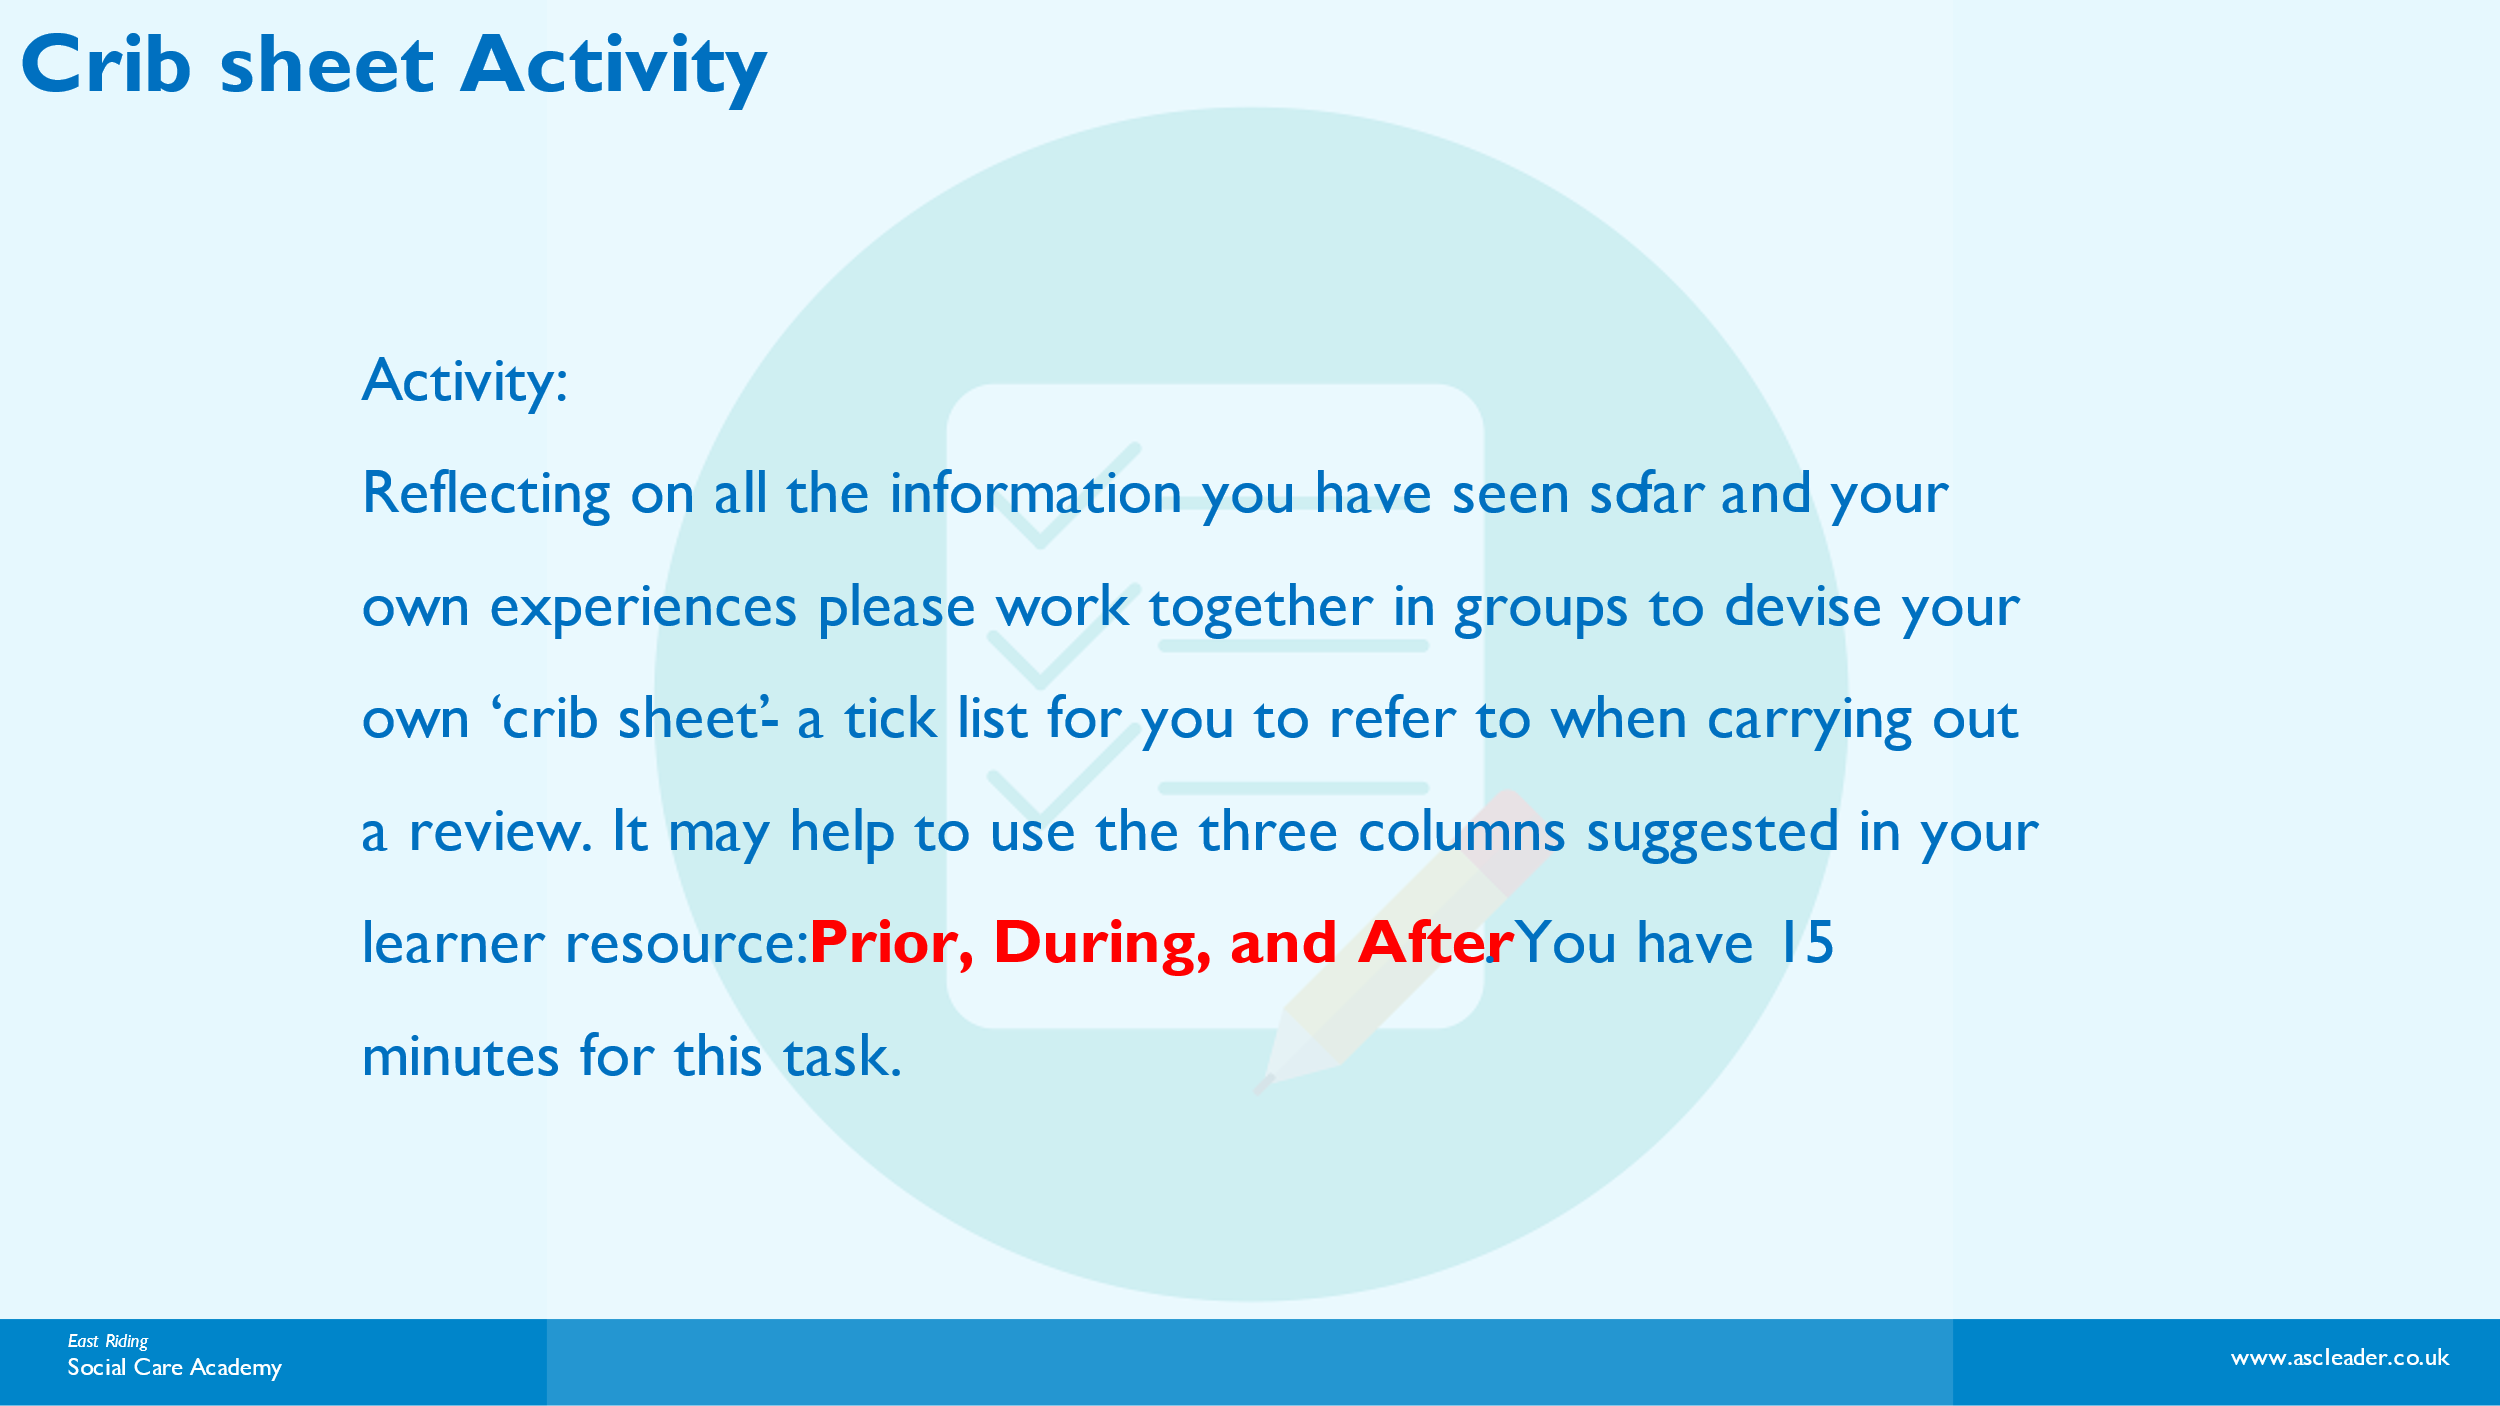 Crib sheet Activity
Activity:
Reflecting on all the information you have seen so far and your
own experiences please work together in groups to devise your
own ‘crib sheet’- a tick list for you to refer to when carrying out
a review. It may help to use the three columns suggested in your
learner resource: Prior, During, and After. You have 15
minutes for this task.
East Riding
Social Care Academy
www.ascleader.co.uk